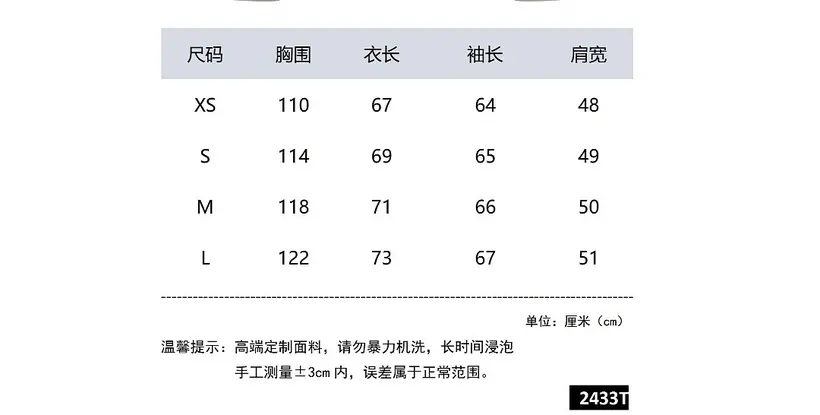 尺码 胸围 衣长 袖长 肩宽
XS 110 67 64 48
S 114 69 65 49
M 118 71 66 50
L 122 73 67 51
单位：厘米（cm）
温馨提示：高端定制面料，请勿暴力机洗，长时间浸泡
手工测量±3cm内，误差属于正常范围。
2433T